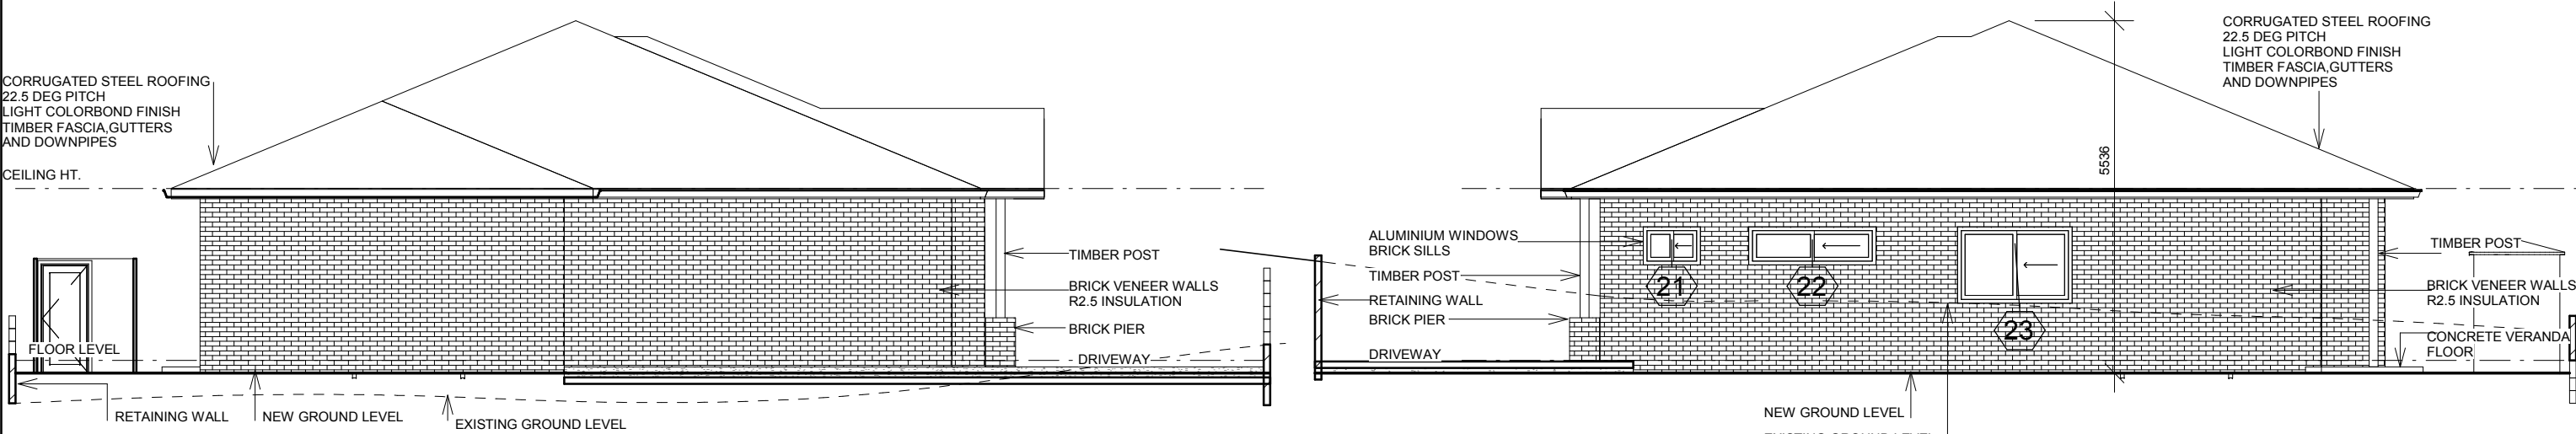 CORRUGATED STEEL ROOFING
22.5 DEG PITCH
LIGHT COLORBOND FINISH
TIMBER FASCIA,GUTTERS
AND DOWNPIPES
CEILING HT.
FLOOR LEVEL
RETAINING WALL
NEW GROUND LEVEL
EXISTING GROUND LEVEL
TIMBER POST
BRICK VENEER WALLS
R2.5 INSULATION
BRICK PIER
DRIVEWAY
ALUMINIUM WINDOWS
BRICK SILLS
TIMBER POST
RETAINING WALL
BRICK PIER
DRIVEWAY
21
22
23
5536
CORRUGATED STEEL ROOFING
22.5 DEG PITCH
LIGHT COLORBOND FINISH
TIMBER FASCIA,GUTTERS
AND DOWNPIPES
TIMBER POST
BRICK VENEER WALLS
R2.5 INSULATION
CONCRETE VERANDA
FLOOR
NEW GROUND LEVEL